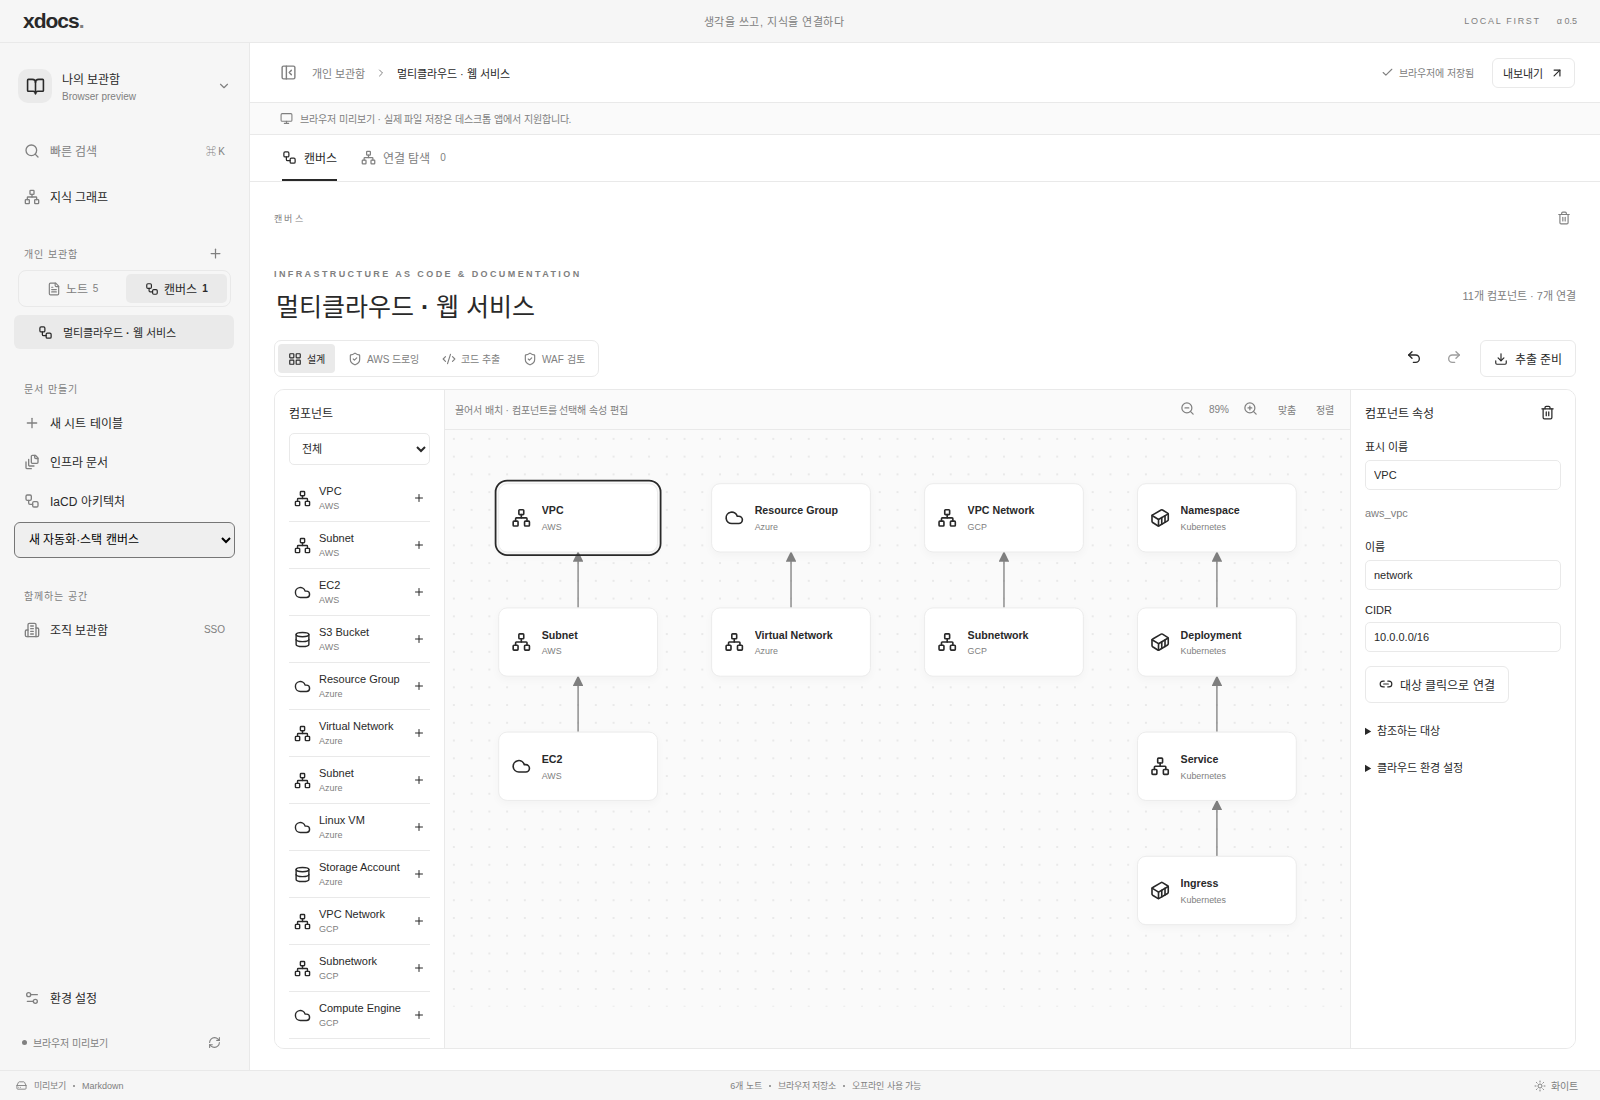 xdocs.
생각을 쓰고, 지식을 연결하다
LOCAL FIRST α 0.5
나의 보관함
Browser preview
빠른 검색 ⌘ K
지식 그래프
개인 보관함
노트 5 캔버스 1
멀티클라우드 · 웹 서비스
문서 만들기
새 시트 테이블
인프라 문서
IaCD 아키텍처
새 자동화·스택 캔버스
함께하는 공간
조직 보관함 SSO
환경 설정
브라우저 미리보기
개인 보관함 멀티클라우드 · 웹 서비스
브라우저에 저장됨 내보내기
브라우저 미리보기 · 실제 파일 저장은 데스크톱 앱에서 지원합니다.
캔버스 연결 탐색 0
캔버스
INFRASTRUCTURE AS CODE & DOCUMENTATION
멀티클라우드 · 웹 서비스
11개 컴포넌트 · 7개 연결
설계 AWS 드로잉 코드 추출 WAF 검토
추출 준비
컴포넌트
전체
VPC
AWS
Subnet
AWS
EC2
AWS
S3 Bucket
AWS
Resource Group
Azure
Virtual Network
Azure
Subnet
Azure
Linux VM
Azure
Storage Account
Azure
VPC Network
GCP
Subnetwork
GCP
Compute Engine
GCP
끌어서 배치 · 컴포넌트를 선택해 속성 편집
89% 맞춤 정렬
VPC
AWS
Resource Group
Azure
VPC Network
GCP
Namespace
Kubernetes
Subnet
AWS
Virtual Network
Azure
Subnetwork
GCP
Deployment
Kubernetes
EC2
AWS
Service
Kubernetes
Ingress
Kubernetes
컴포넌트 속성
표시 이름
VPC
aws_vpc
이름
network
CIDR
10.0.0.0/16
대상 클릭으로 연결
참조하는 대상
클라우드 환경 설정
미리보기 · Markdown
6개 노트 · 브라우저 저장소 · 오프라인 사용 가능
화이트